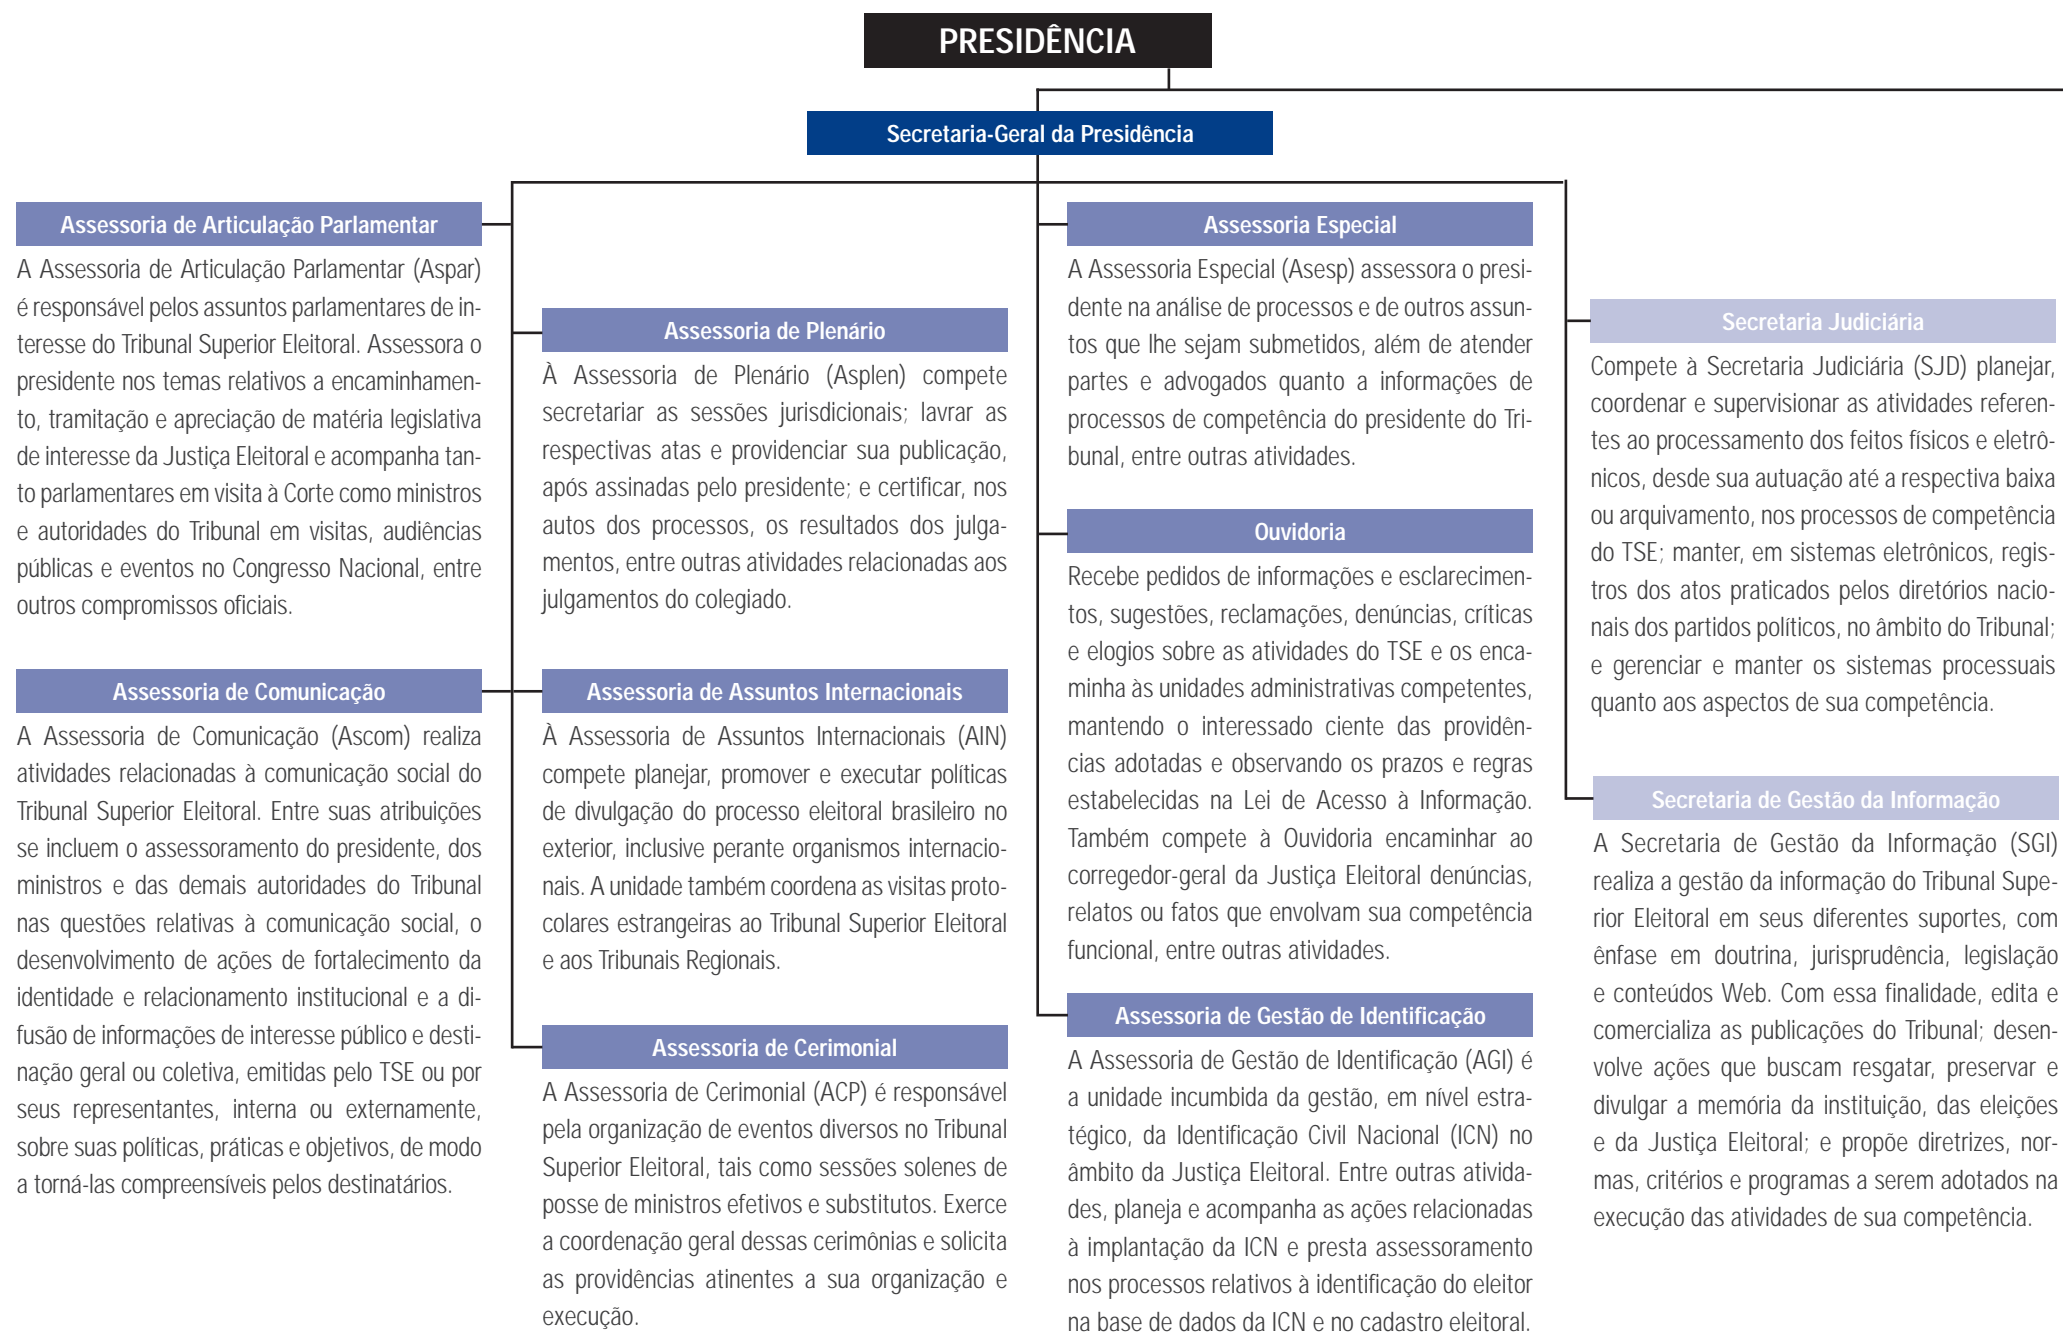 PRESIDÊNCIA
Secretaria-Geral da Presidência
Assessoria de Articulação Parlamentar
A Assessoria de Articulação Parlamentar (Aspar)
é responsável pelos assuntos parlamentares de in-
teresse do Tribunal Superior Eleitoral. Assessora o
presidente nos temas relativos a encaminhamen-
to, tramitação e apreciação de matéria legislativa
de interesse da Justiça Eleitoral e acompanha tan-
to parlamentares em visita à Corte como ministros
e autoridades do Tribunal em visitas, audiências
públicas e eventos no Congresso Nacional, entre
outros compromissos oficiais.
Assessoria de Comunicação
A Assessoria de Comunicação (Ascom) realiza
atividades relacionadas à comunicação social do
Tribunal Superior Eleitoral. Entre suas atribuições
se incluem o assessoramento do presidente, dos
ministros e das demais autoridades do Tribunal
nas questões relativas à comunicação social, o
desenvolvimento de ações de fortalecimento da
identidade e relacionamento institucional e a di-
fusão de informações de interesse público e desti-
nação geral ou coletiva, emitidas pelo TSE ou por
seus representantes, interna ou externamente,
sobre suas políticas, práticas e objetivos, de modo
a torná-las compreensíveis pelos destinatários.
Assessoria de Plenário
À Assessoria de Plenário (Asplen) compete
secretariar as sessões jurisdicionais; lavrar as
respectivas atas e providenciar sua publicação,
após assinadas pelo presidente; e certificar, nos
autos dos processos, os resultados dos julga-
mentos, entre outras atividades relacionadas aos
julgamentos do colegiado.
Assessoria de Assuntos Internacionais
À Assessoria de Assuntos Internacionais (AIN)
compete planejar, promover e executar políticas
de divulgação do processo eleitoral brasileiro no
exterior, inclusive perante organismos internacio-
nais. A unidade também coordena as visitas proto-
colares estrangeiras ao Tribunal Superior Eleitoral
e aos Tribunais Regionais.
Assessoria de Cerimonial
A Assessoria de Cerimonial (ACP) é responsável
pela organização de eventos diversos no Tribunal
Superior Eleitoral, tais como sessões solenes de
posse de ministros efetivos e substitutos. Exerce
a coordenação geral dessas cerimônias e solicita
as providências atinentes a sua organização e
execução.
Assessoria Especial
A Assessoria Especial (Asesp) assessora o presi-
dente na análise de processos e de outros assun-
tos que lhe sejam submetidos, além de atender
partes e advogados quanto a informações de
processos de competência do presidente do Tri-
bunal, entre outras atividades.
Ouvidoria
Recebe pedidos de informações e esclarecimen-
tos, sugestões, reclamações, denúncias, críticas
e elogios sobre as atividades do TSE e os enca-
minha às unidades administrativas competentes,
mantendo o interessado ciente das providên-
cias adotadas e observando os prazos e regras
estabelecidas na Lei de Acesso à Informação.
Também compete à Ouvidoria encaminhar ao
corregedor-geral da Justiça Eleitoral denúncias,
relatos ou fatos que envolvam sua competência
funcional, entre outras atividades.
Assessoria de Gestão de Identificação
A Assessoria de Gestão de Identificação (AGI) é
a unidade incumbida da gestão, em nível estra-
tégico, da Identificação Civil Nacional (ICN) no
âmbito da Justiça Eleitoral. Entre outras ativida-
des, planeja e acompanha as ações relacionadas
à implantação da ICN e presta assessoramento
nos processos relativos à identificação do eleitor
na base de dados da ICN e no cadastro eleitoral.
Secretaria Judiciária
Compete à Secretaria Judiciária (SJD) planejar,
coordenar e supervisionar as atividades referen-
tes ao processamento dos feitos físicos e eletrô-
nicos, desde sua autuação até a respectiva baixa
ou arquivamento, nos processos de competência
do TSE; manter, em sistemas eletrônicos, regis-
tros dos atos praticados pelos diretórios nacio-
nais dos partidos políticos, no âmbito do Tribunal;
e gerenciar e manter os sistemas processuais
quanto aos aspectos de sua competência.
Secretaria de Gestão da Informação
A Secretaria de Gestão da Informação (SGI)
realiza a gestão da informação do Tribunal Supe-
rior Eleitoral em seus diferentes suportes, com
ênfase em doutrina, jurisprudência, legislação
e conteúdos Web. Com essa finalidade, edita e
comercializa as publicações do Tribunal; desen-
volve ações que buscam resgatar, preservar e
divulgar a memória da instituição, das eleições
e da Justiça Eleitoral; e propõe diretrizes, nor-
mas, critérios e programas a serem adotados na
execução das atividades de sua competência.